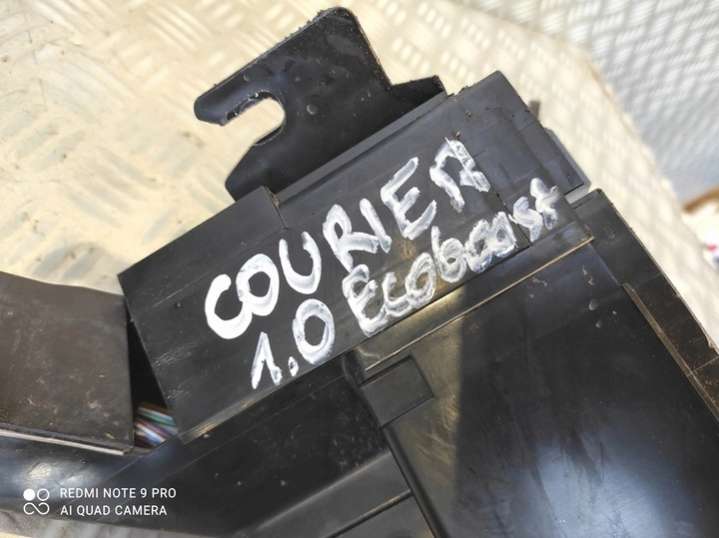 COURIER
1.0 Ecoboost
REDMI NOTE 9 PRO
AI QUAD CAMERA